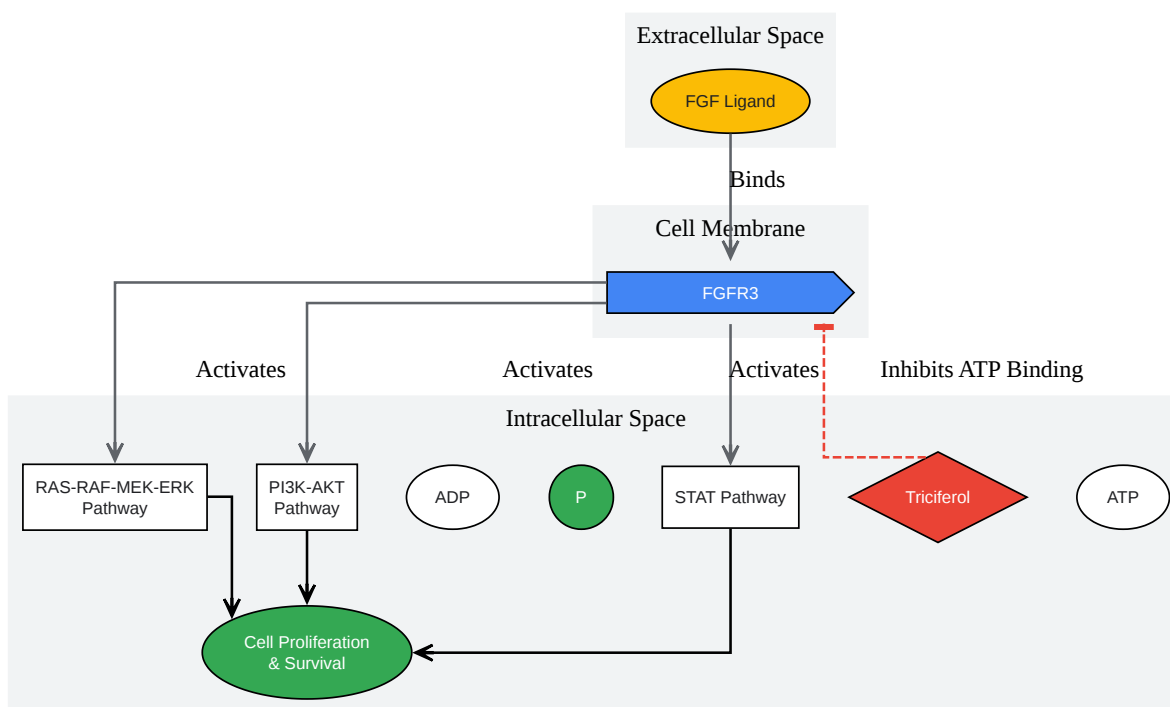 Extracellular Space
FGF Ligand
Binds
Cell Membrane
FGFR3
Activates
Activates
Activates
Inhibits ATP Binding
Intracellular Space
RAS-RAF-MEK-ERK
Pathway
PI3K-AKT
Pathway
ADP
P
STAT Pathway
Triciferol
ATP
Cell Proliferation
& Survival